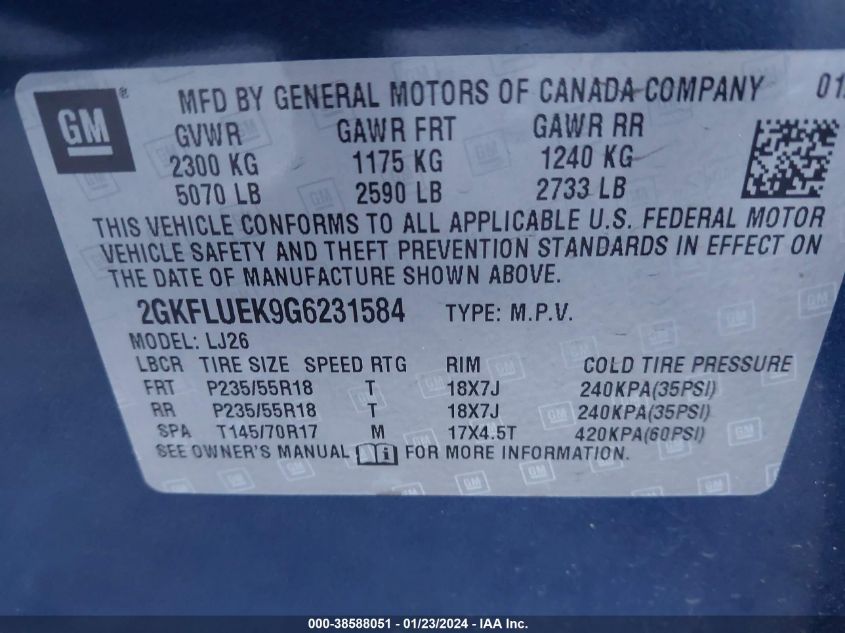 GM ® MFD BY GENERAL MOTORS OF CANADA COMPANY 01
GVWR GAWR FRT GAWR RR
2300 KG 1175 KG 1240 KG
5070 LB 2590 LB 2733 LB
THIS VEHICLE CONFORMS TO ALL APPLICABLE U.S. FEDERAL MOTOR
VEHICLE SAFETY AND THEFT PREVENTION STANDARDS IN EFFECT ON
THE DATE OF MANUFACTURE SHOWN ABOVE.
2GKFLUEK9G6231584 TYPE: M.P.V.
MODEL: LJ26
LBCR TIRE SIZE SPEED RTG RIM COLD TIRE PRESSURE
FRT P235/55R18 T 18X7J 240KPA(35PSI)
RR P235/55R18 T 18X7J 240KPA(35PSI)
SPA T145/70R17 M 17X4.5T 420KPA(60PSI)
SEE OWNER'S MANUAL FOR MORE INFORMATION.
000-38588051 - 01/23/2024 - IAA Inc.